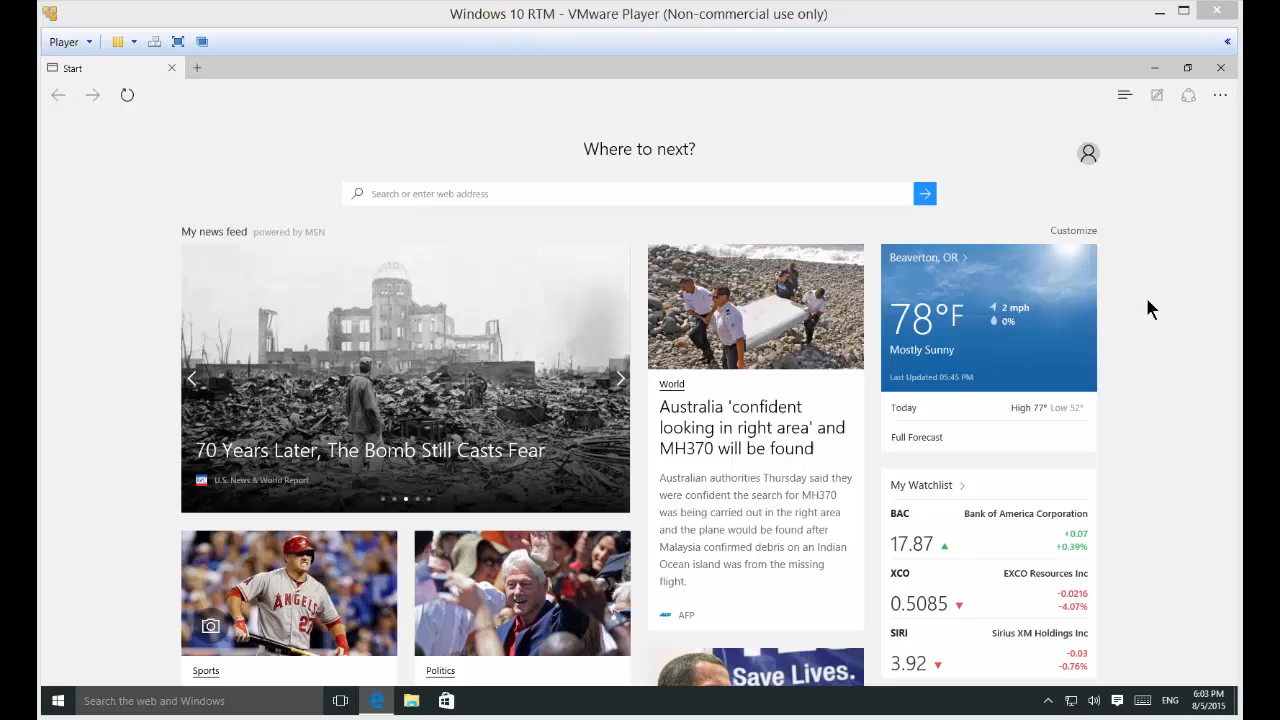 Windows 10 RTM - VMware Player (Non-commercial use only)
Player
Start
Where to next?
Search or enter web address
My news feed powered by MSN
Customize
70 Years Later, The Bomb Still Casts Fear
U.S. News & World Report
World
Australia 'confident
looking in right area' and
MH370 will be found
Australian authorities Thursday said they
were confident the search for MH370
was being carried out in the right area
and the plane would be found after
Malaysia confirmed debris on an Indian
Ocean island was from the missing
flight.
AFP
AFP
Beaverton, OR
78°F
2 mph
0%
Mostly Sunny
Last Updated 05:45 PM
Today High 77° Low 52°
Full Forecast
My Watchlist
BAC Bank of America Corporation
17.87 +0.07
+0.39%
XCO EXCO Resources Inc
0.5085 -0.0216
-4.07%
SIRI Sirius XM Holdings Inc
3.92 -0.03
-0.76%
ANGELS
27
Sports
Politics
Save Lives.
Search the web and Windows
ENG
6:03 PM
8/5/2015